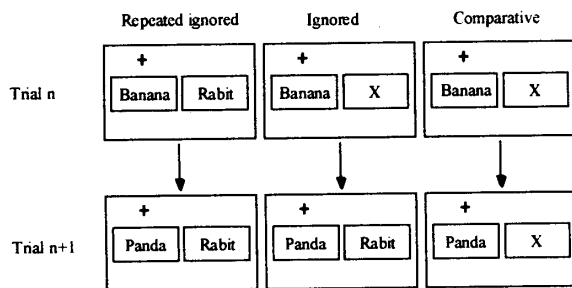 Repeated ignored Ignored Comparative
+ + +
Trial n Banana Rabit Banana X Banana X
+ + +
Trial n+1 Panda Rabit Panda Rabit Panda X